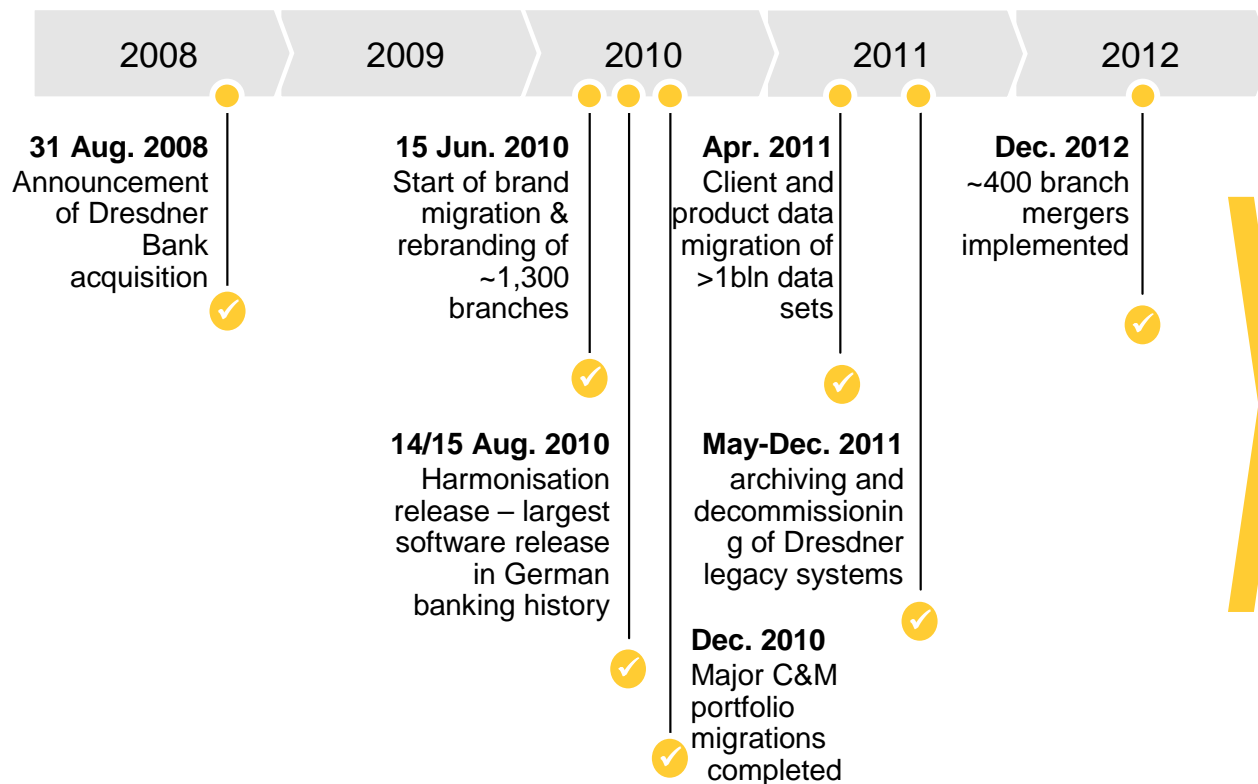 2008
2009
2010
2011
2012
31 Aug. 2008
Announcement
of Dresdner
Bank
acquisition
15 Jun. 2010
Start of brand
migration &
rebranding of
~1,300
branches
14/15 Aug. 2010
Harmonisation
release – largest
software release
in German
banking history
Dec. 2010
Major C&M
portfolio
migrations
completed
Apr. 2011
Client and
product data
migration of
>1bln data
sets
May-Dec. 2011
archiving and
decommissionin
g of Dresdner
legacy systems
Dec. 2012
~400 branch
mergers
implemented